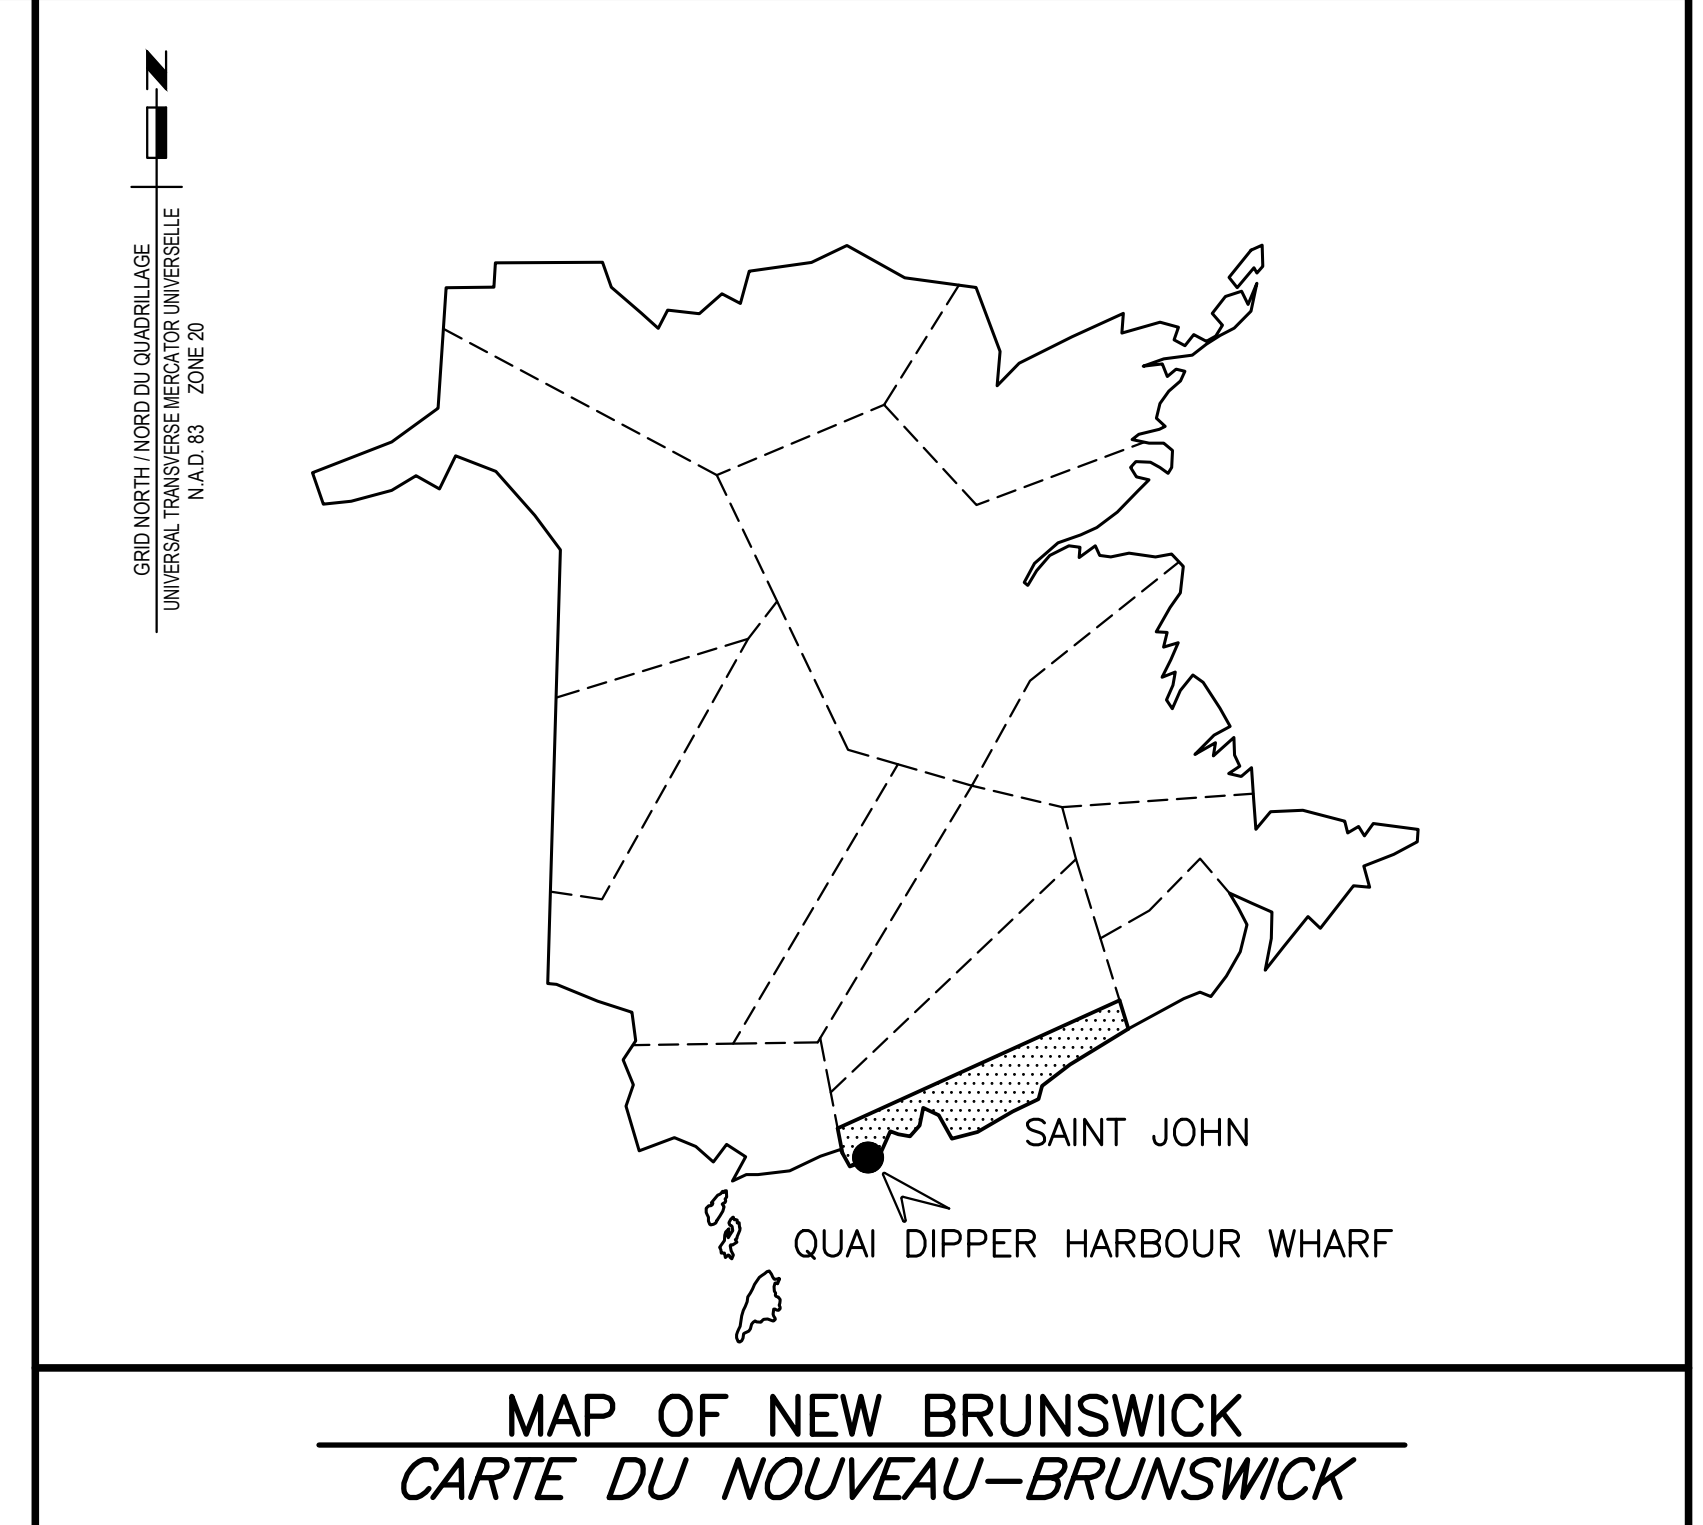 N
GRID NORTH / NORD DU QUADRILLAGE
UNIVERSAL TRANSVERSE MERCATOR UNIVERSELLE
N.A.D. 83 ZONE 20
SAINT JOHN
QUAI DIPPER HARBOUR WHARF
MAP OF NEW BRUNSWICK
CARTE DU NOUVEAU-BRUNSWICK